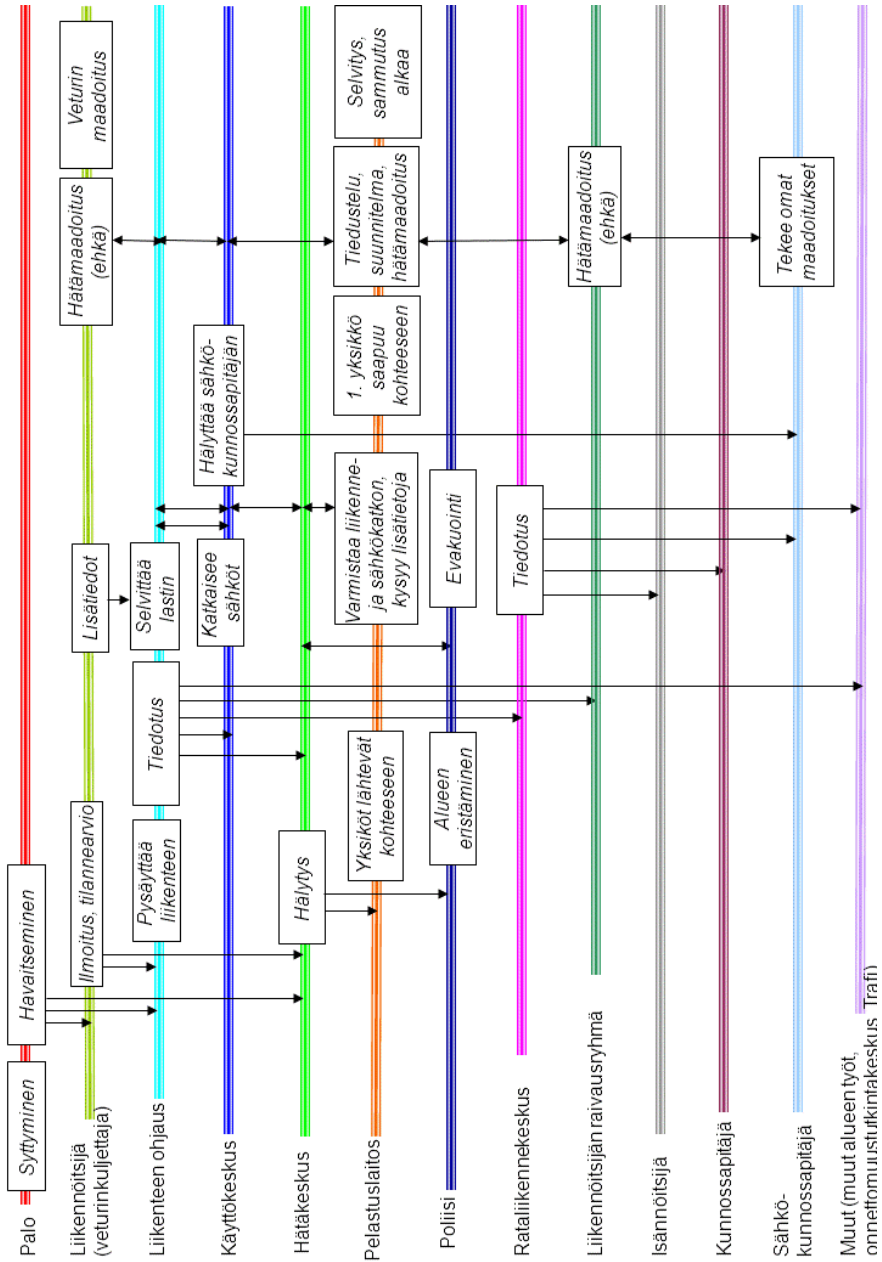 Palo
Syttyminen
Havaitseminen
Liikennöitsijä
(veturinkuljettaja)
Ilmoitus, tilannearvio
Lisätiedot
Hätämaadoitus
(ehkä)
Veturin
maadoitus
Liikenteen ohjaus
Pysäyttää
liikenteen
Tiedotus
Selvittää
lastin
Käyttökeskus
Katkaisee
sähköt
Hälyttää sähkö-
kunnossapitäjän
Hätäkeskus
Hälytys
Pelastuslaitos
Yksiköt lähtevät
kohteeseen
Varmistaa liikenne-
ja sähkökatkon,
kysyy lisätietoja
1. yksikkö
saapuu
kohteeseen
Tiedustelu,
suunnitelma,
hätämaadoitus
Selvitys,
sammutus
alkaa
Poliisi
Alueen
eristäminen
Evakuointi
Rataliikennekeskus
Tiedotus
Liikennöitsijän raivausryhmä
Hätämaadoitus
(ehkä)
Isännöitsijä
Kunnossapitäjä
Sähkö-
kunnossapitäjä
Tekee omat
maadoitukset
Muut (muut alueen työt,
onnettomuustutkintakeskus, Trafi)